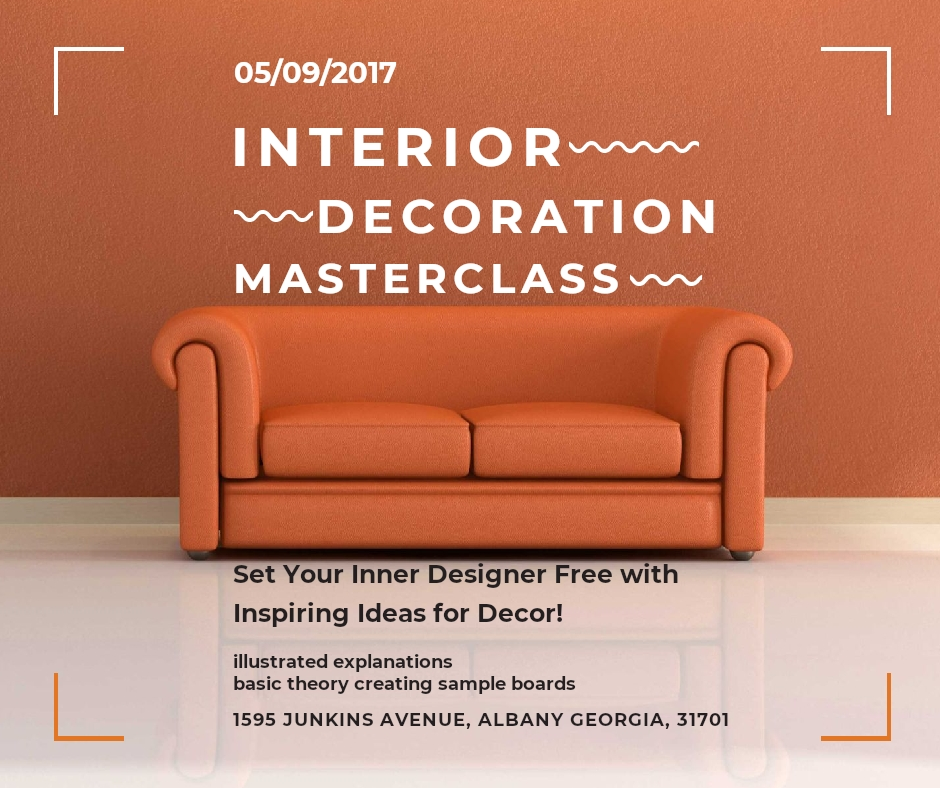 05/09/2017
INTERIOR
DECORATION
MASTERCLASS
Set Your Inner Designer Free with
Inspiring Ideas for Decor!
illustrated explanations
basic theory creating sample boards
1595 JUNKINS AVENUE, ALBANY GEORGIA, 31701